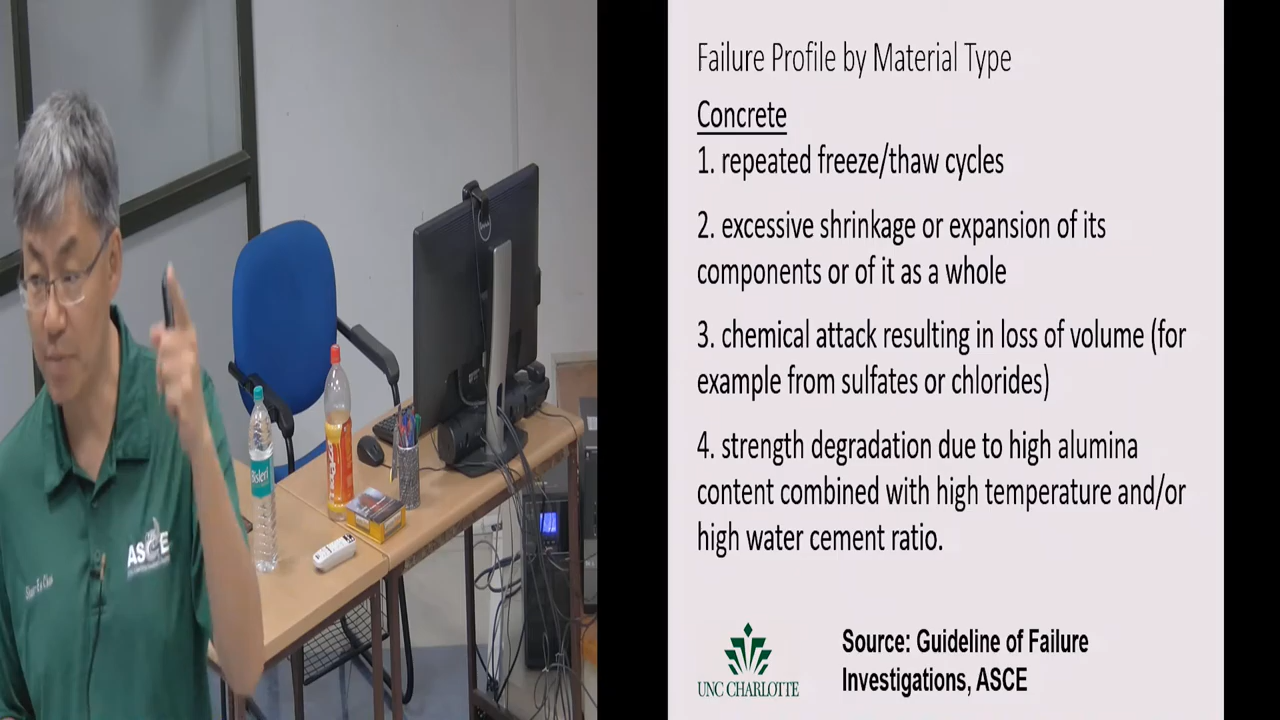 Failure Profile by Material Type
Concrete
1. repeated freeze/thaw cycles
2. excessive shrinkage or expansion of its
components or of it as a whole
3. chemical attack resulting in loss of volume (for
example from sulfates or chlorides)
4. strength degradation due to high alumina
content combined with high temperature and/or
high water cement ratio.
UNC CHARLOTTE
Source: Guideline of Failure
Investigations, ASCE
ASCE
Bisleri